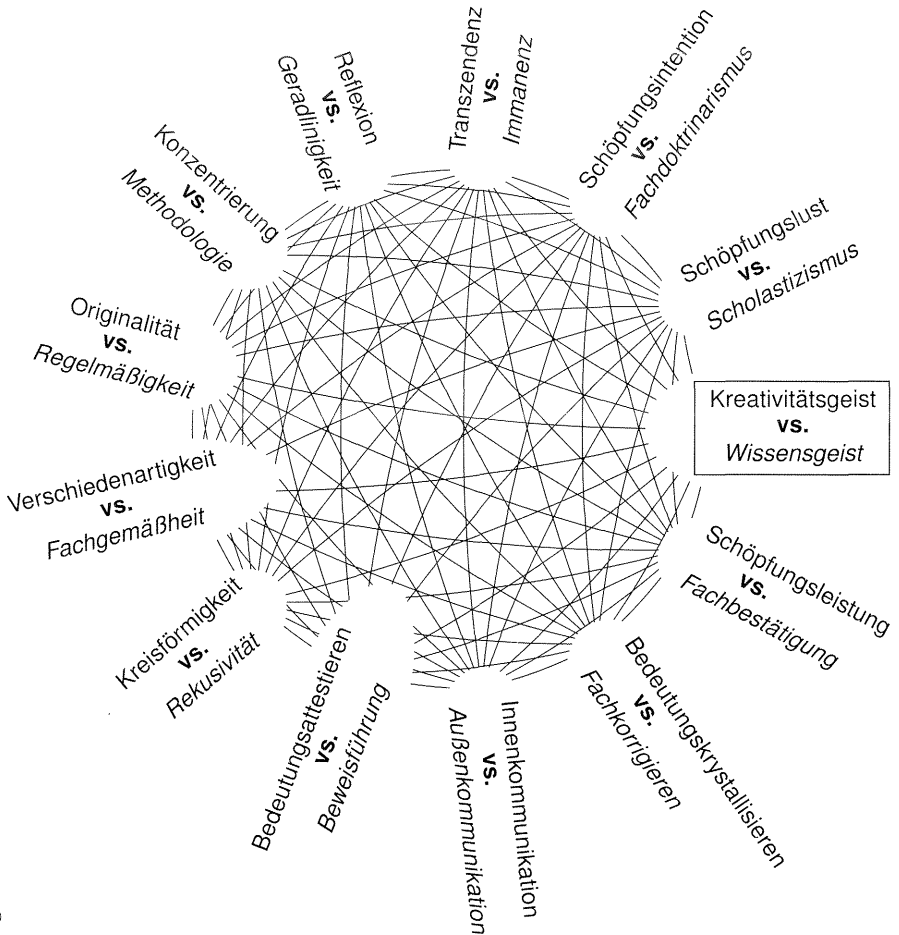 Transzendenz
vs.
Immanenz
Schöpfungsintention
vs.
Fachdoktrinarismus
Schöpfungslust
vs.
Scholastizismus
Kreativitätsgeist
vs.
Wissensgeist
Schöpfungsleistung
vs.
Fachbestätigung
Bedeutungskrystallisieren
vs.
Fachkorrigieren
Innenkommunikation
vs.
Außenkommunikation
Bedeutungsattestieren
vs.
Beweisführung
Kreisförmigkeit
vs.
Rekusivität
Verschiedenartigkeit
vs.
Fachgemäßheit
Originalität
vs.
Regelmäßigkeit
Konzentrierung
vs.
Methodologie
Reflexion
vs.
Geradlinigkeit